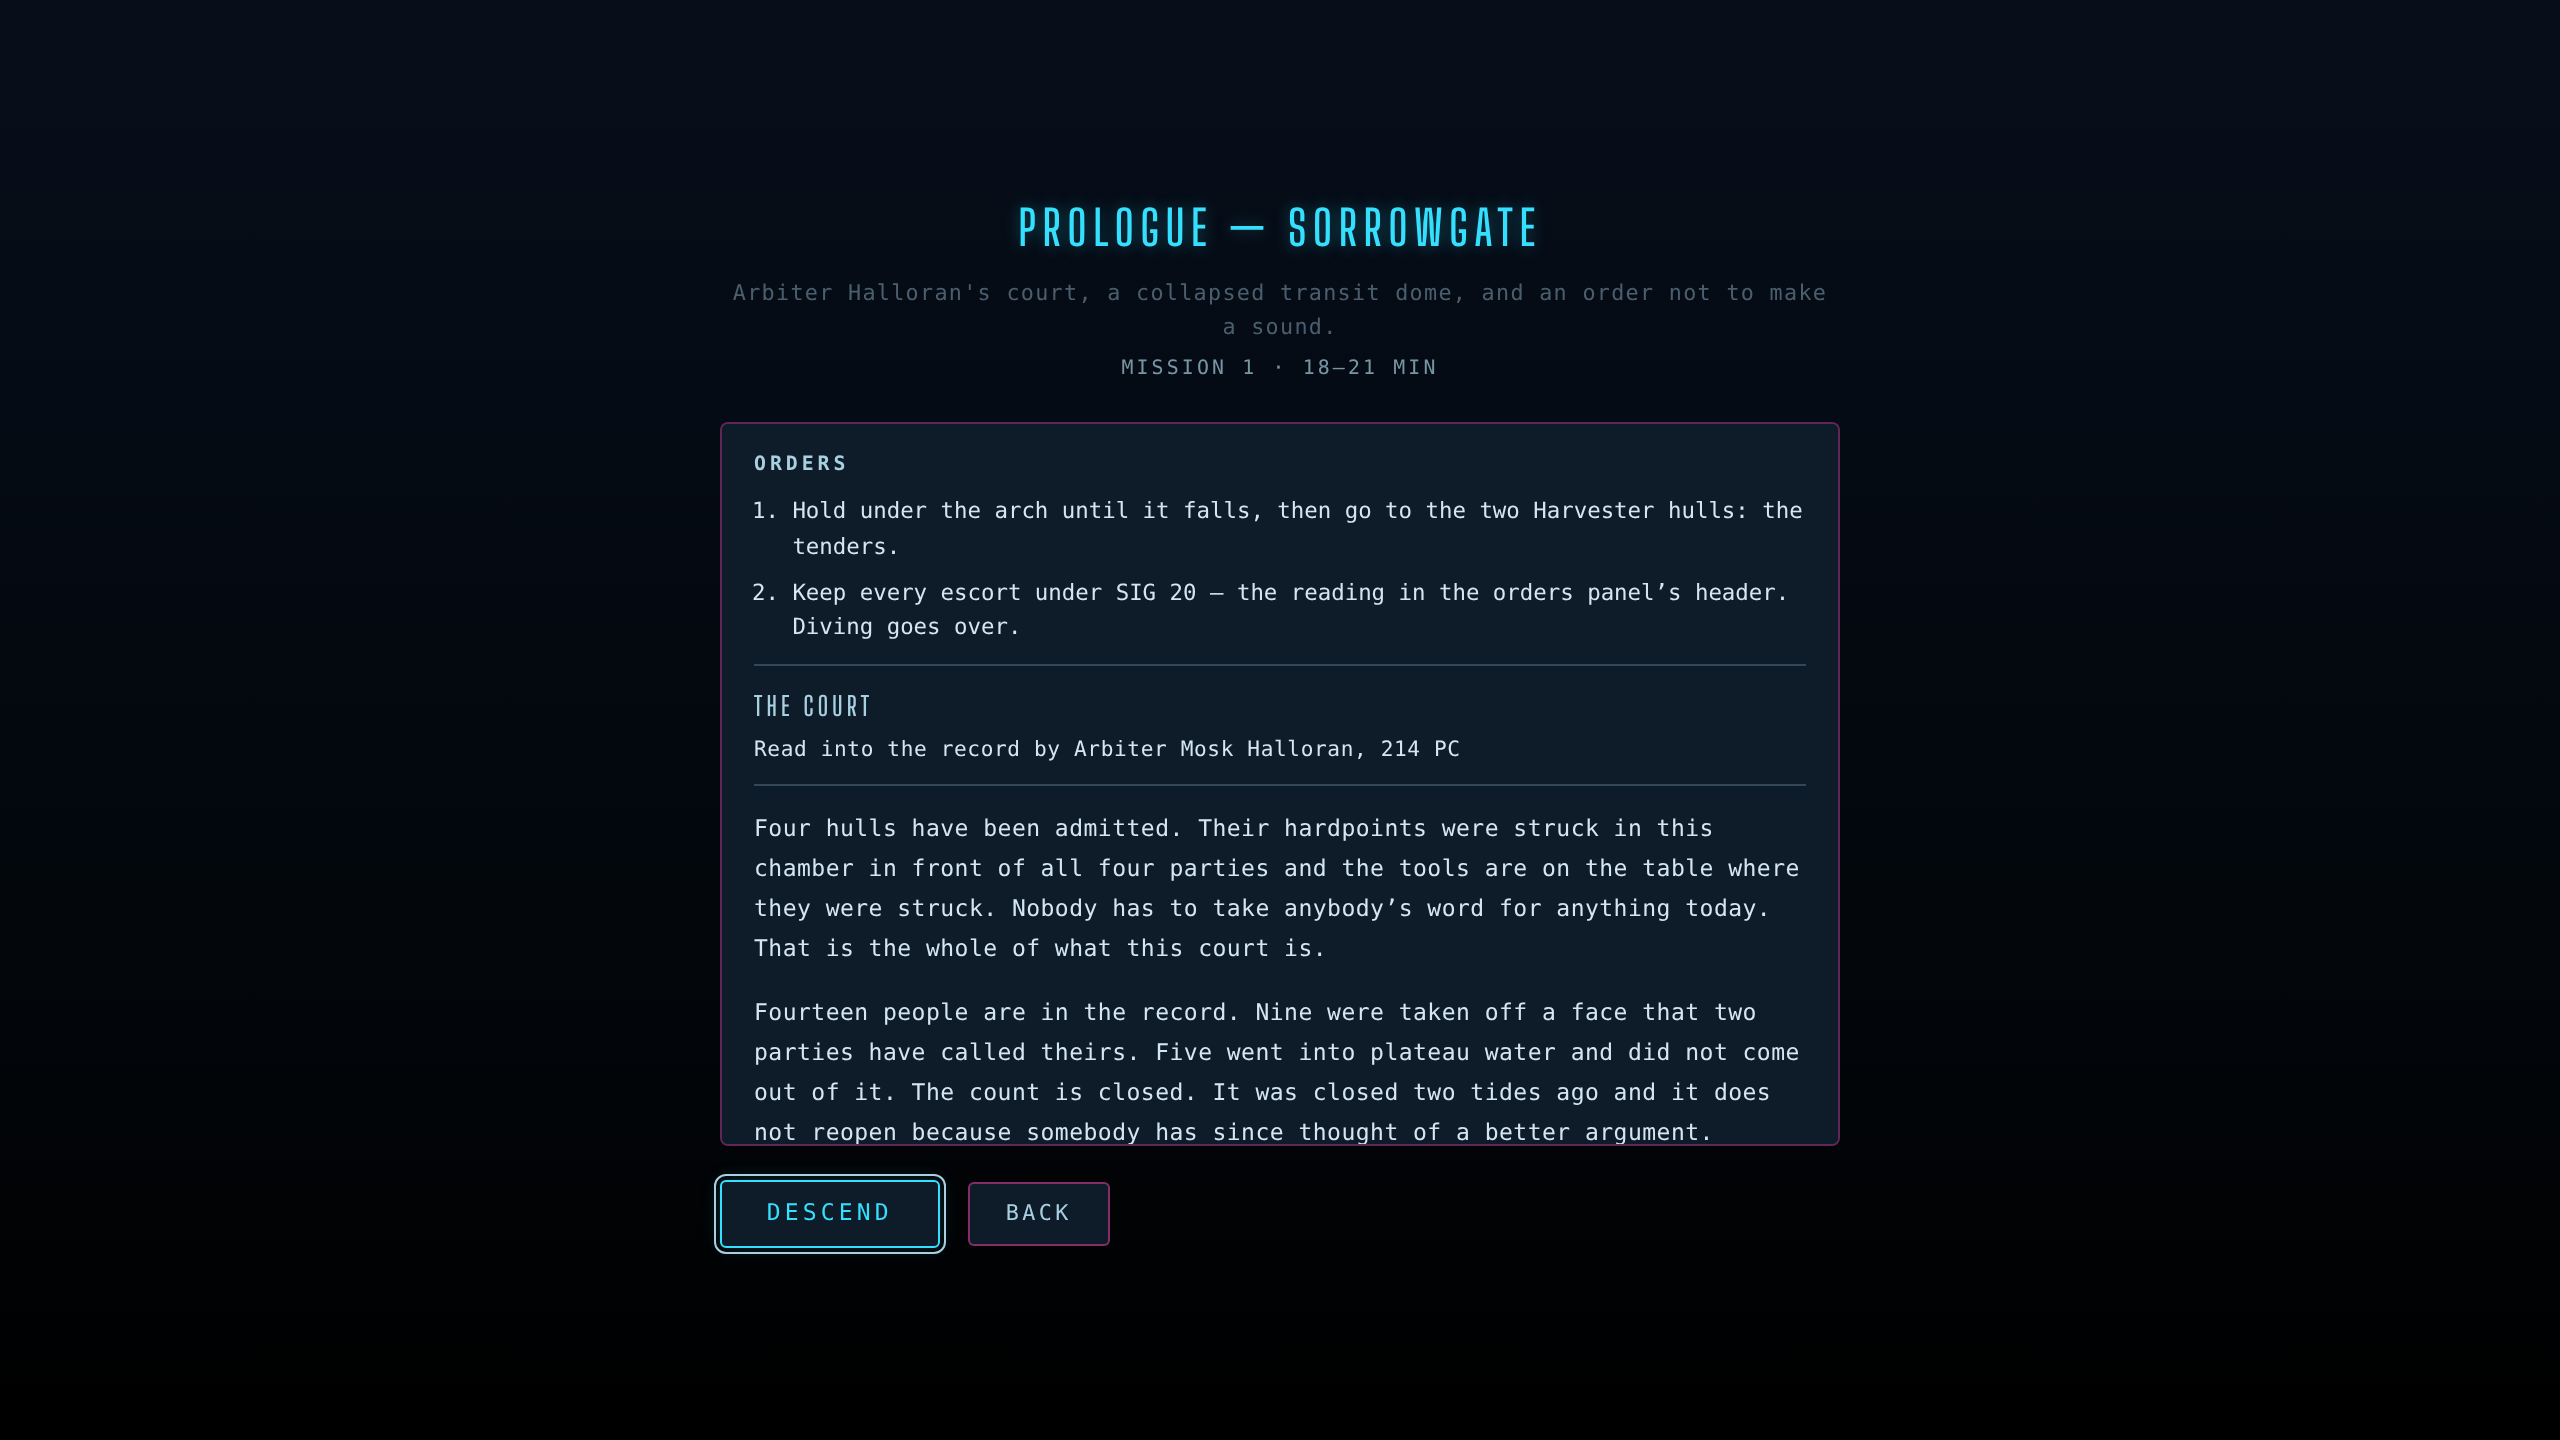 PROLOGUE — SORROWGATE
Arbiter Halloran's court, a collapsed transit dome, and an order not to make
a sound.
MISSION 1 · 18–21 MIN
ORDERS
1. Hold under the arch until it falls, then go to the two Harvester hulls: the
tenders.
2. Keep every escort under SIG 20 — the reading in the orders panel’s header.
Diving goes over.
THE COURT
Read into the record by Arbiter Mosk Halloran, 214 PC
Four hulls have been admitted. Their hardpoints were struck in this
chamber in front of all four parties and the tools are on the table where
they were struck. Nobody has to take anybody’s word for anything today.
That is the whole of what this court is.
Fourteen people are in the record. Nine were taken off a face that two
parties have called theirs. Five went into plateau water and did not come
out of it. The count is closed. It was closed two tides ago and it does
not reopen because somebody has since thought of a better argument.
DESCEND
BACK